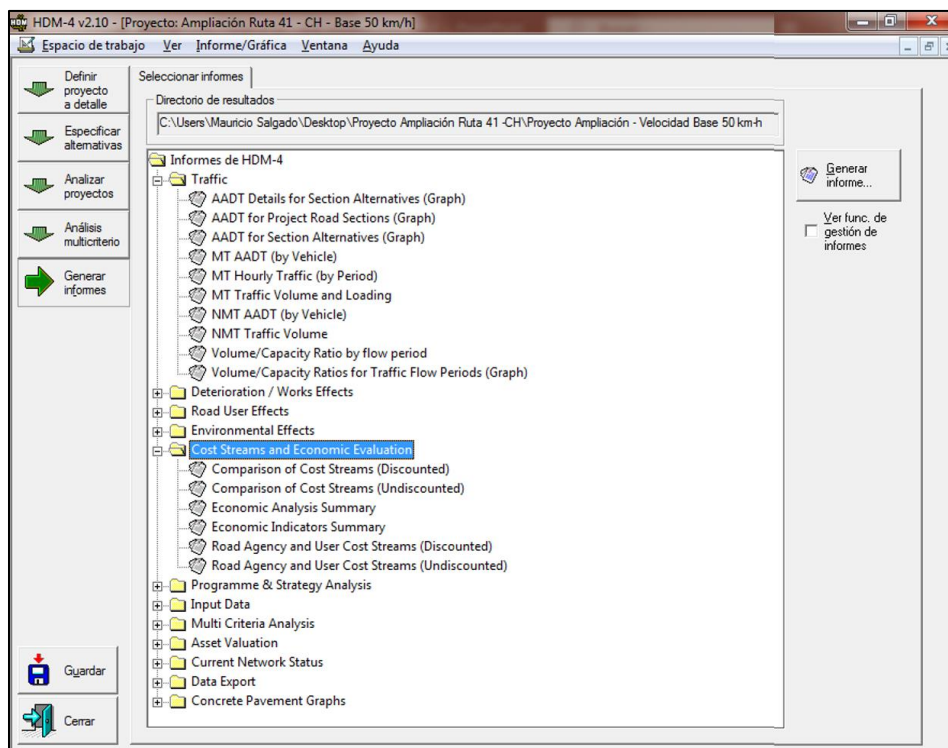 HDM-4 v2.10 - [Proyecto: Ampliación Ruta 41 - CH - Base 50 km/h]
Espacio de trabajo Ver Informe/Gráfica Ventana Ayuda
Definir
proyecto
a detalle
Especificar
alternativas
Analizar
proyectos
Análisis
multicriterio
Generar
informes
Guardar
Cerrar
Seleccionar informes
Directorio de resultados
C:\Users\Mauricio Salgado\Desktop\Proyecto Ampliación Ruta 41 -CH\Proyecto Ampliación - Velocidad Base 50 km-h
Informes de HDM-4
Traffic
AADT Details for Section Alternatives (Graph)
AADT for Project Road Sections (Graph)
AADT for Section Alternatives (Graph)
MT AADT (by Vehicle)
MT Hourly Traffic (by Period)
MT Traffic Volume and Loading
NMT AADT (by Vehicle)
NMT Traffic Volume
Volume/Capacity Ratio by flow period
Volume/Capacity Ratios for Traffic Flow Periods (Graph)
Deterioration / Works Effects
Road User Effects
Environmental Effects
Cost Streams and Economic Evaluation
Comparison of Cost Streams (Discounted)
Comparison of Cost Streams (Undiscounted)
Economic Analysis Summary
Economic Indicators Summary
Road Agency and User Cost Streams (Discounted)
Road Agency and User Cost Streams (Undiscounted)
Programme & Strategy Analysis
Input Data
Multi Criteria Analysis
Asset Valuation
Current Network Status
Data Export
Concrete Pavement Graphs
Generar
informe...
Ver func. de
gestión de
informes